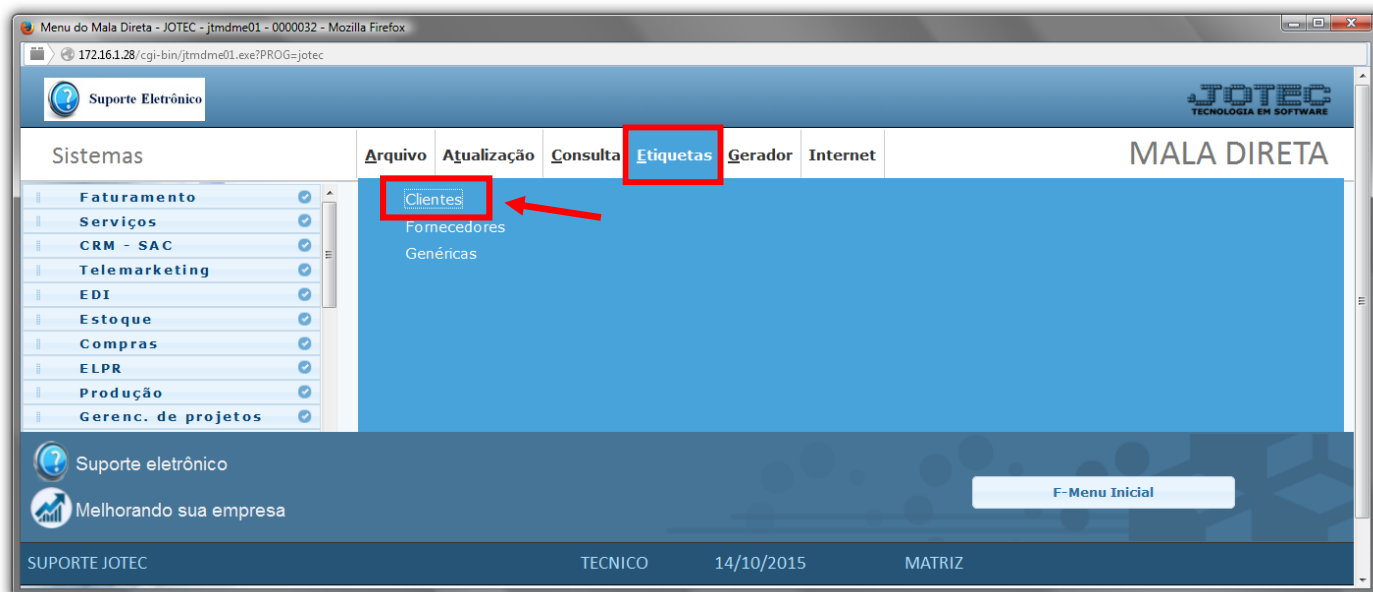 Menu do Mala Direta - JOTEC - jtmdme01 - 0000032 - Mozilla Firefox
172.16.1.28/cgi-bin/jtmdme01.exe?PROG=jotec
Suporte Eletrônico
JOTEC
TECNOLOGIA EM SOFTWARE
Sistemas
Arquivo Atualização Consulta Etiquetas Gerador Internet
MALA DIRETA
Faturamento
Serviços
CRM - SAC
Telemarketing
EDI
Estoque
Compras
ELPR
Produção
Gerenc. de projetos
Clientes
Fornecedores
Genéricas
Suporte eletrônico
Melhorando sua empresa
F-Menu Inicial
SUPORTE JOTEC TECNICO 14/10/2015 MATRIZ